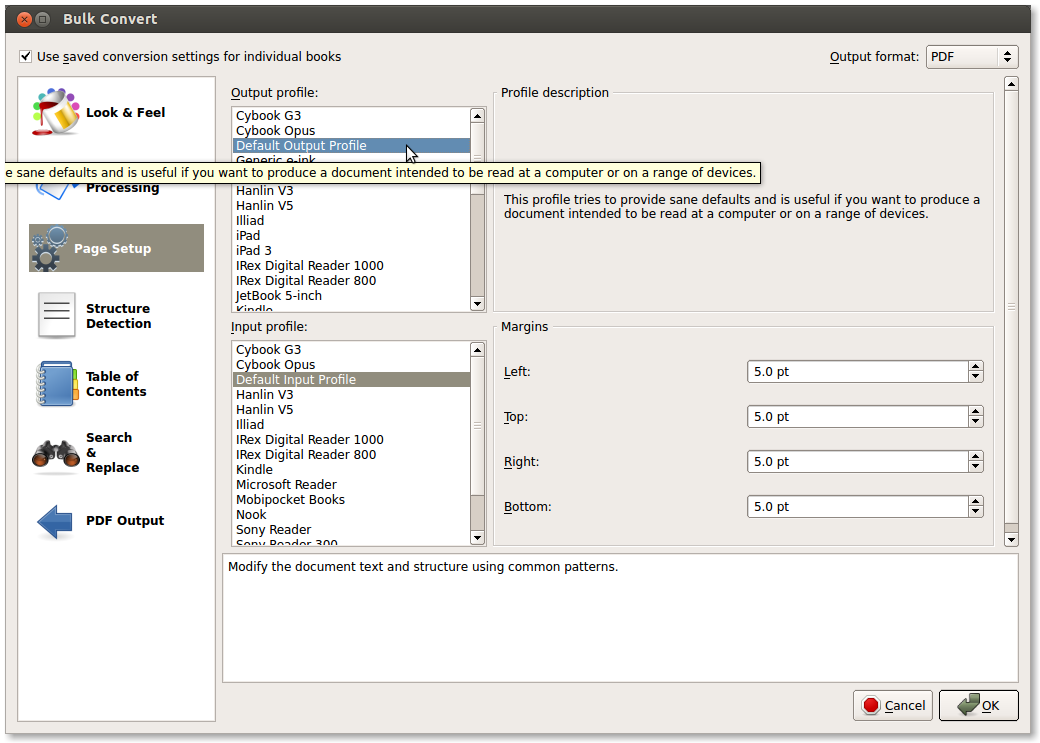 Bulk Convert
Use saved conversion settings for individual books
Output format: PDF
Look & Feel
Processing
Page Setup
Structure
Detection
Table of
Contents
Search
&
Replace
PDF Output
Output profile:
Cybook G3
Cybook Opus
Default Output Profile
Generic e-ink
e sane defaults and is useful if you want to produce a document intended to be read at a computer or on a range of devices.
Hanlin V3
Hanlin V5
Illiad
iPad
iPad 3
IRex Digital Reader 1000
IRex Digital Reader 800
JetBook 5-inch
Kindle
Profile description
This profile tries to provide sane defaults and is useful if you want to produce a
document intended to be read at a computer or on a range of devices.
Input profile:
Cybook G3
Cybook Opus
Default Input Profile
Hanlin V3
Hanlin V5
Illiad
IRex Digital Reader 1000
IRex Digital Reader 800
Kindle
Microsoft Reader
Mobipocket Books
Nook
Sony Reader
Sony Reader 300
Margins
Left: 5.0 pt
Top: 5.0 pt
Right: 5.0 pt
Bottom: 5.0 pt
Modify the document text and structure using common patterns.
Cancel
OK